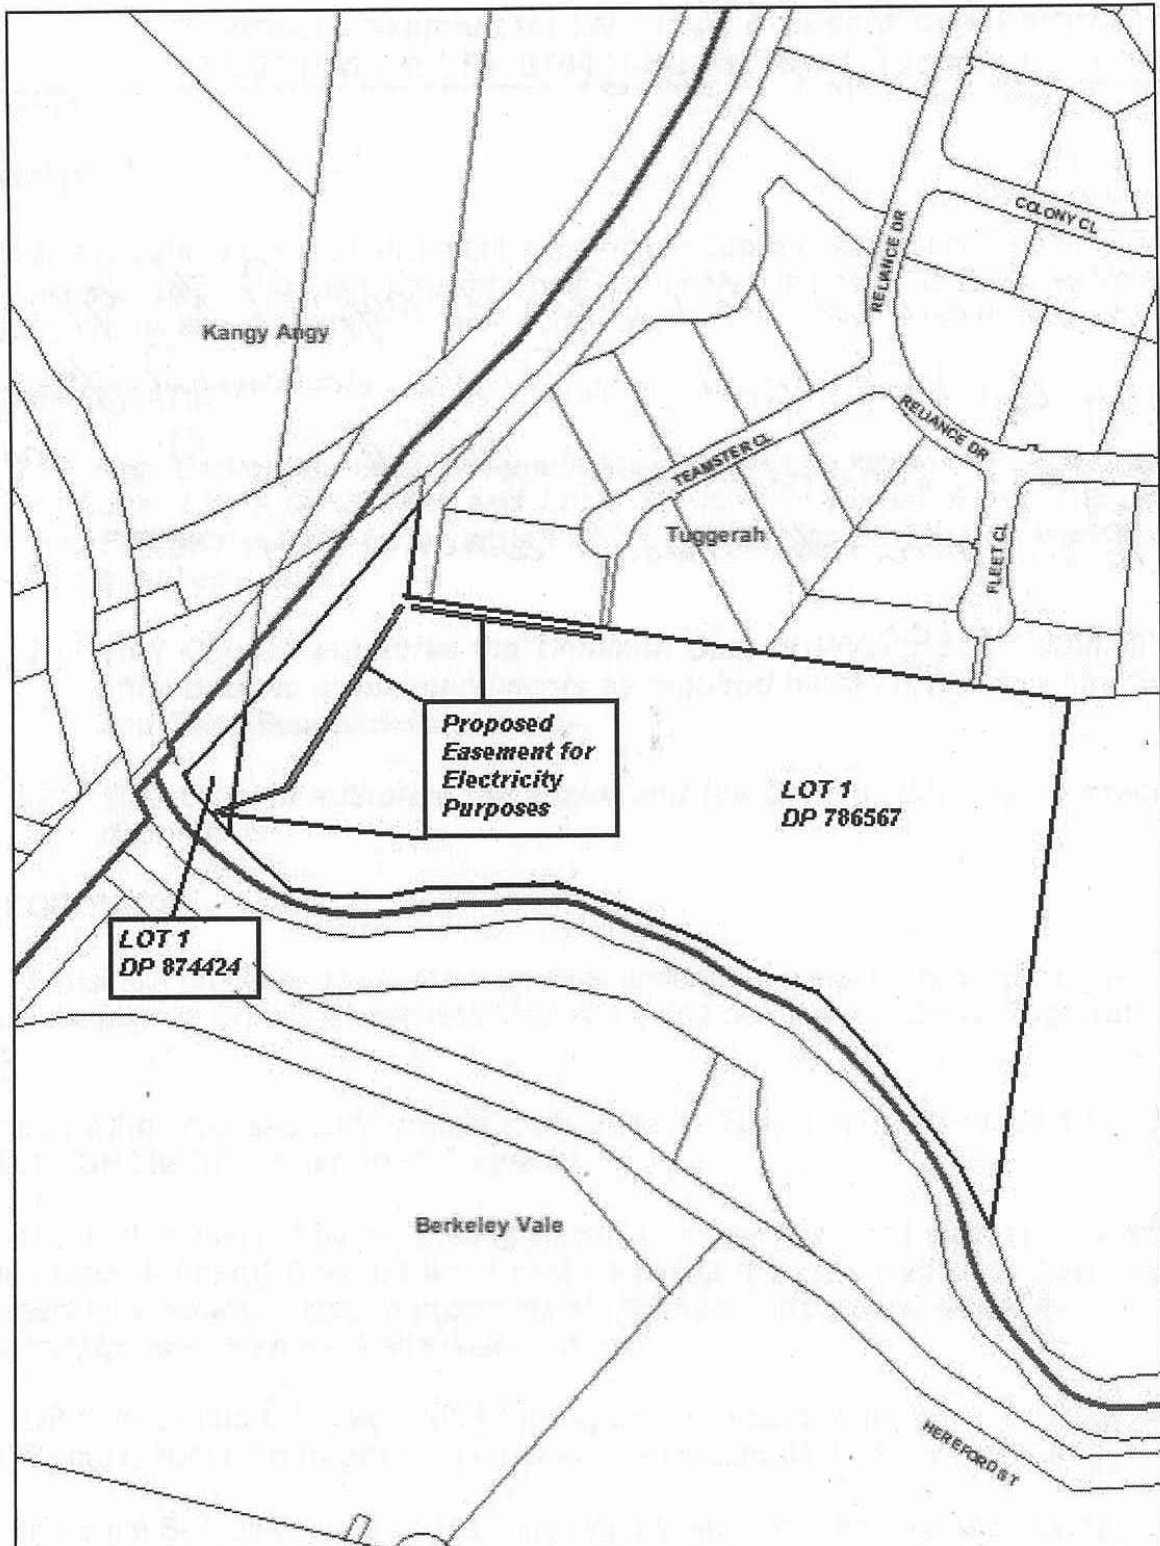 COLONY CL
RELIANCE DR
Kangy Angy
RELIANCE DR
TEAMSTER CL
Tuggerah
FLEET CL
Proposed
Easement for
Electricity
Purposes
LOT 1
DP 786567
LOT 1
DP 874424
Berkeley Vale
HEREFORD ST